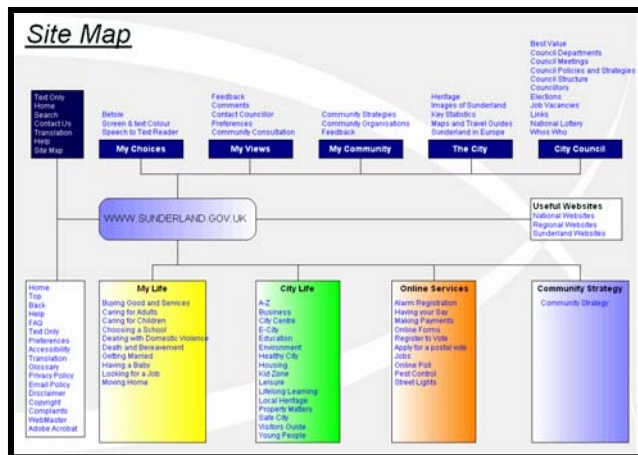 Site Map
Text Only
Home
Search
Contact Us
Translation
Help
Site Map
Betsie
Screen & text Colour
Speech to Text Reader
My Choices
Feedback
Comments
Contact Councillor
Preferences
Community Consultation
My Views
Community Strategies
Community Organisations
Feedback
My Community
Heritage
Images of Sunderland
Key Statistics
Maps and Travel Guides
Sunderland in Europe
The City
Best Value
Council Departments
Council Meetings
Council Policies and Strategies
Council Structure
Councillors
Elections
Job Vacancies
Links
National Lottery
Whos Who
City Council
WWW.SUNDERLAND.GOV.UK
Useful Websites
National Websites
Regional Websites
Sunderland Websites
Home
Top
Back
Help
FAQ
Text Only
Preferences
Accessibility
Translation
Glossary
Privacy Policy
Email Policy
Disclaimer
Copyright
Complaints
WebMaster
Adobe Acrobat
My Life
Buying Good and Services
Caring for Adults
Caring for Children
Choosing a School
Dealing with Domestic Violence
Death and Bereavement
Getting Married
Having a Baby
Looking for a Job
Moving Home
City Life
A-Z
Business
City Centre
E-City
Education
Environment
Healthy City
Housing
Kid Zone
Leisure
Lifelong Learning
Local Heritage
Property Matters
Safe City
Visitors Guide
Young People
Online Services
Alarm Registration
Having your Say
Making Payments
Online Forms
Register to Vote
Apply for a postal vote
Jobs
Online Poll
Pest Control
Street Lights
Community Strategy
Community Strategy